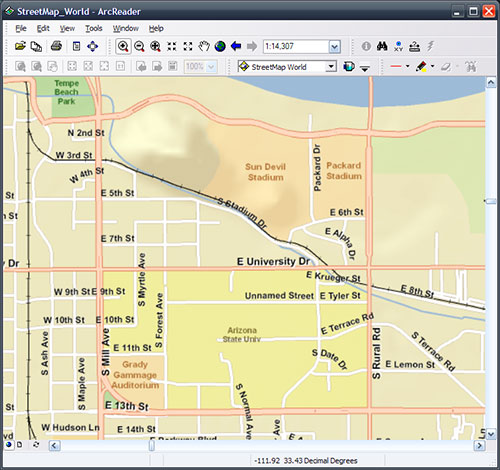 StreetMap_World - ArcReader
File Edit View Tools Window Help
1:14,307
XY
100%
StreetMap World
Tempe
Beach
Park
N 2nd St
W 3rd St
W 4th St
E 5th St
Sun Devil
Stadium
Packard Dr
Packard
Stadium
S Stadium Dr
E 6th St
E Alpha Dr
E 7th St
E University Dr
E Krueger St
E 8th St
S Myrtle Ave
W 9th St
E 9th St
Unnamed Street
E Tyler St
W 10th St
E 10th St
S Forest Ave
Arizona
State Univ
E Terrace Rd
S Ash Ave
S Mill Ave
E 11th St
S Date Dr
S Rural Rd
S Terrace Rd
Grady
Gammage
Auditorium
S Maple Ave
E Lemon St
S Normal Ave
E 13th St
W Hudson Ln
E 14th St
E Parkway Blvd
-111.92 33.43 Decimal Degrees